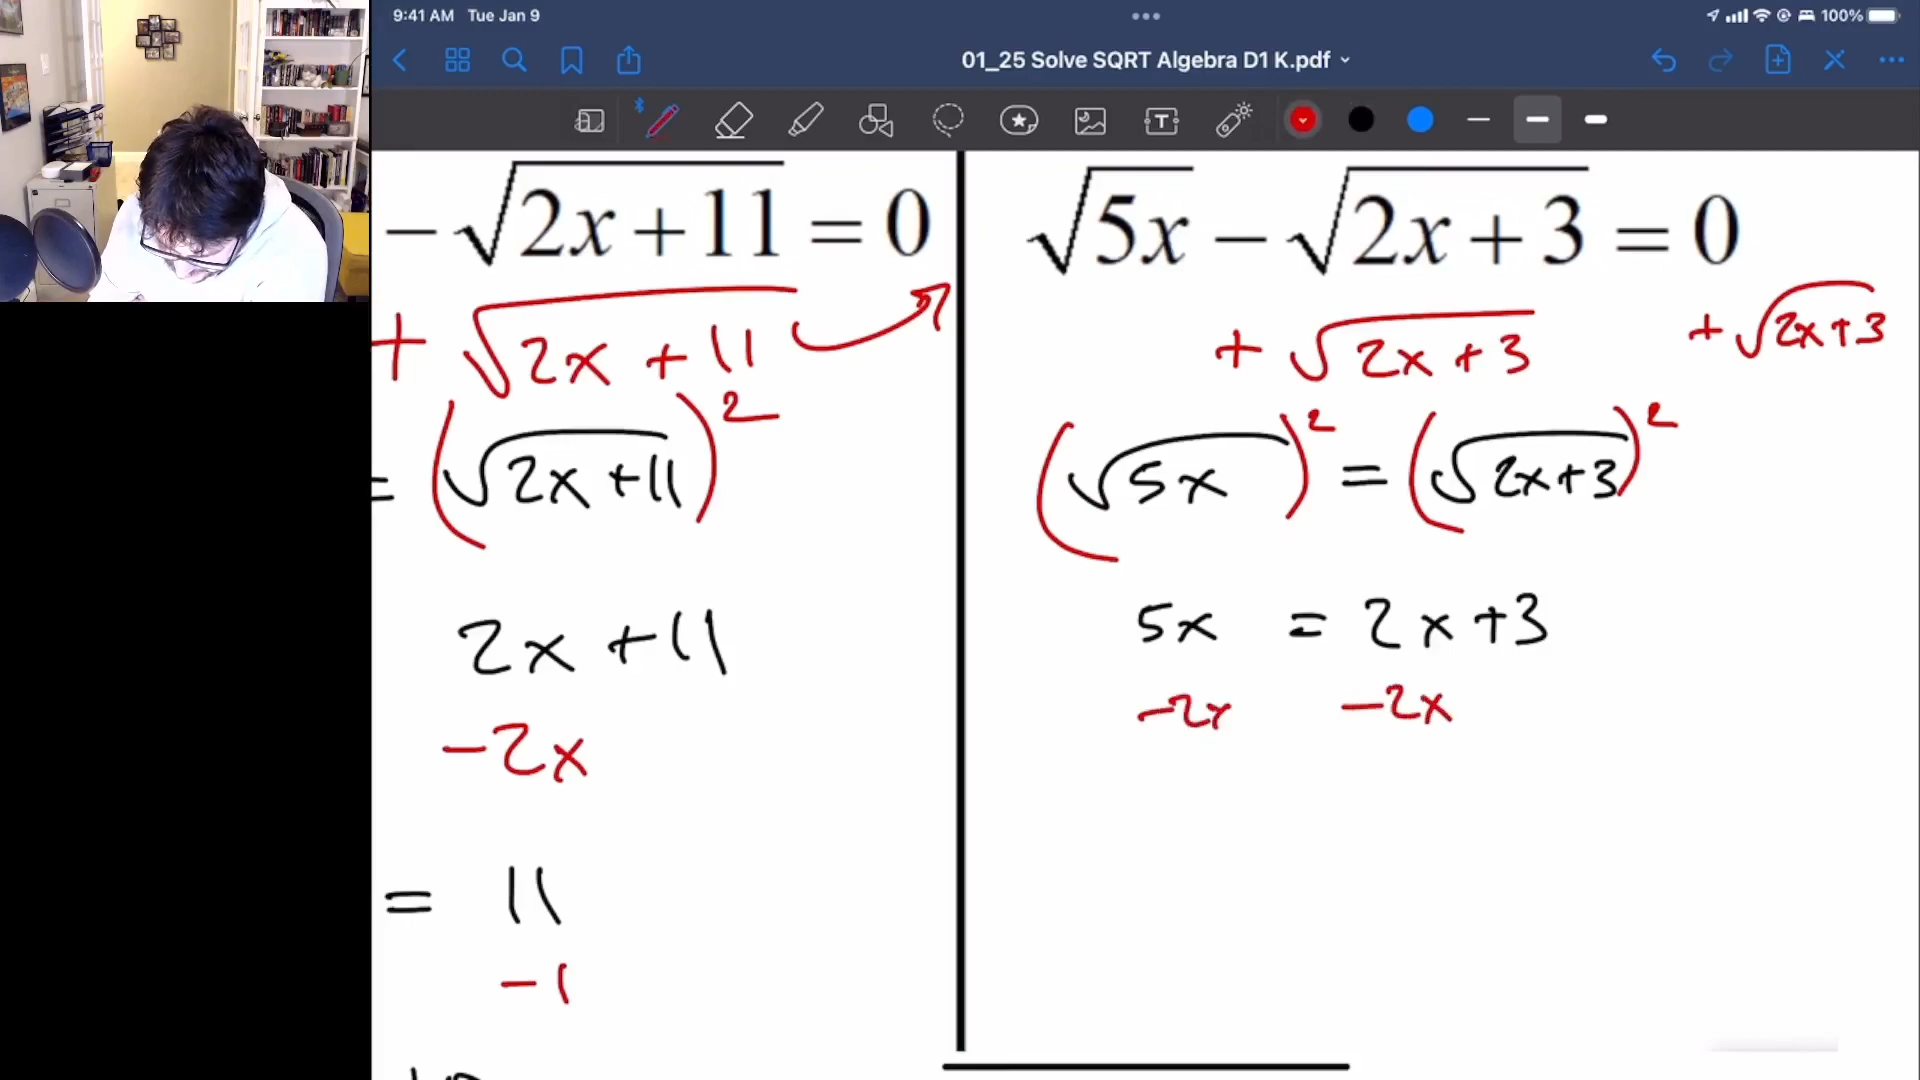 9:41 AM Tue Jan 9
100%
01_25 Solve SQRT Algebra D1 K.pdf
− √(2x + 11) = 0
+ √(2x + 11)
= (√(2x + 11))²
2x + 11
−2x
= 11
−1
√(5x) − √(2x + 3) = 0
+ √(2x + 3) + √(2x + 3)
(√(5x))² = (√(2x + 3))²
5x = 2x + 3
−2x −2x